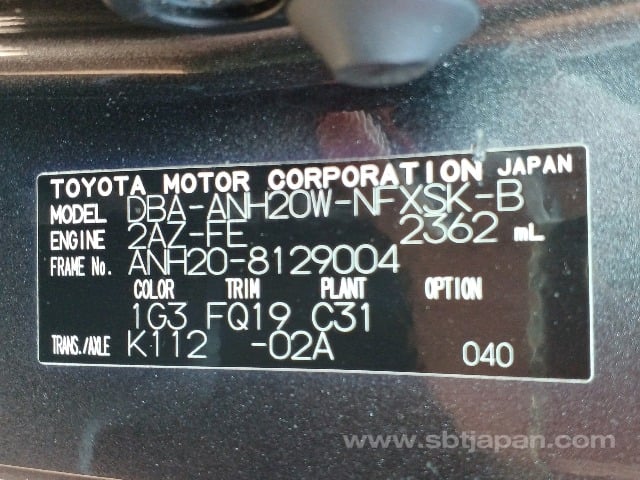 TOYOTA MOTOR CORPORATION JAPAN
MODEL DBA-ANH20W-NFXSK-B
ENGINE 2AZ-FE 2362 mL
FRAME No. ANH20-8129004
COLOR TRIM PLANT OPTION
1G3 FQ19 C31
TRANS./AXLE K112 -02A 040
www.sbtjapan.com